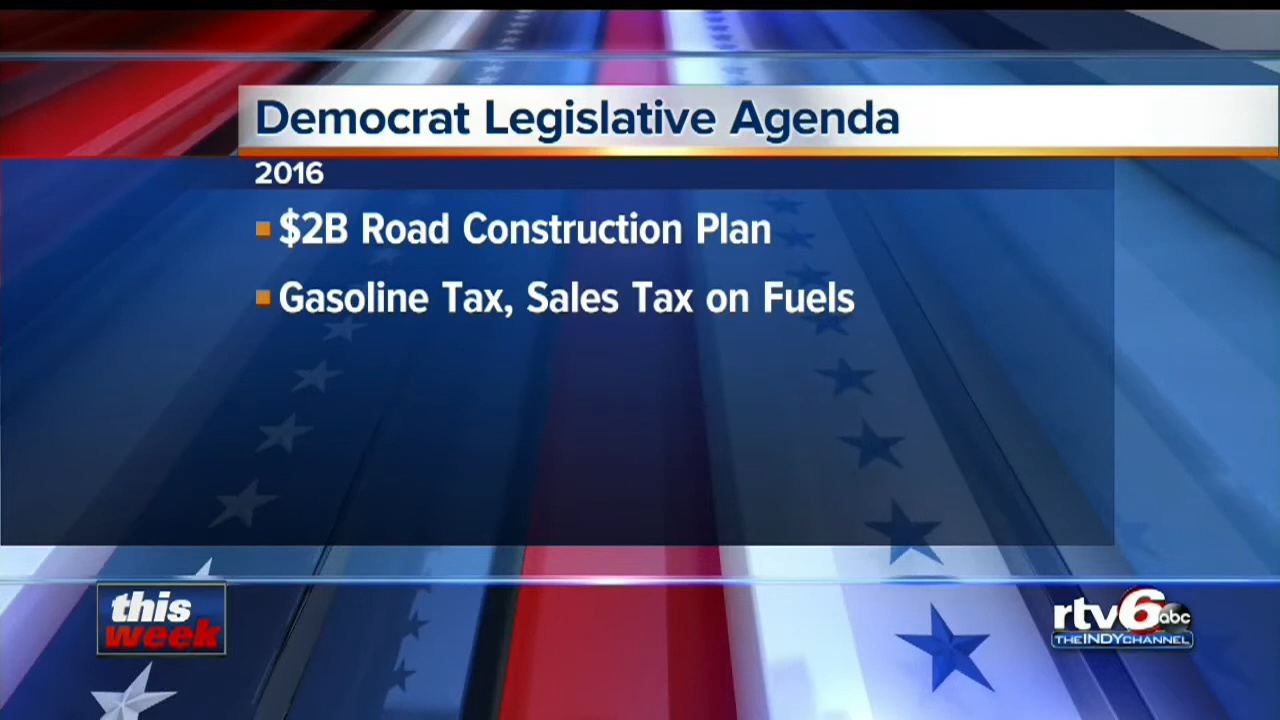 Democrat Legislative Agenda
2016
$2B Road Construction Plan
Gasoline Tax, Sales Tax on Fuels
this
week
rtv6 abc
THE INDY CHANNEL